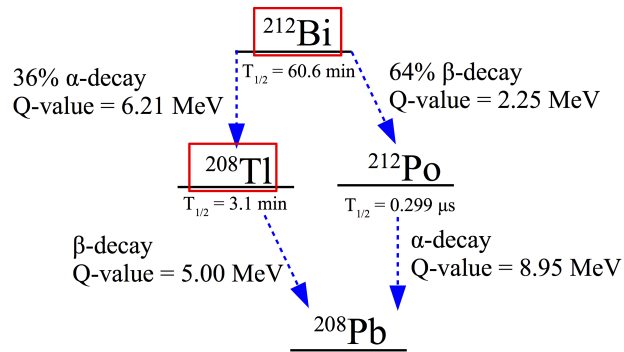 ²¹²Bi
T₁/₂ = 60.6 min
36% α-decay
Q-value = 6.21 MeV
64% β-decay
Q-value = 2.25 MeV
²⁰⁸Tl
T₁/₂ = 3.1 min
²¹²Po
T₁/₂ = 0.299 μs
β-decay
Q-value = 5.00 MeV
α-decay
Q-value = 8.95 MeV
²⁰⁸Pb